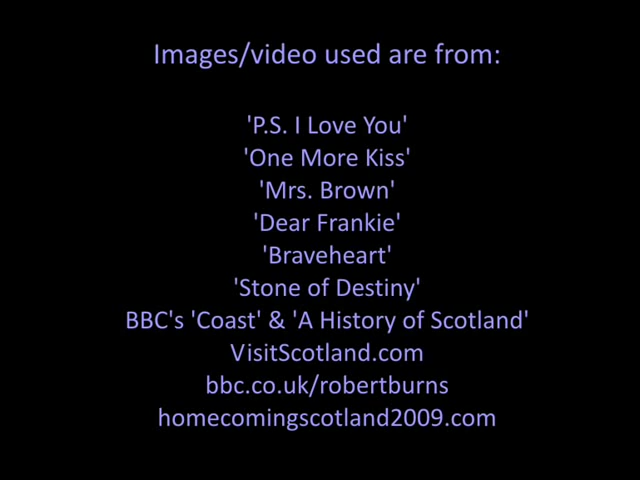 Images/video used are from:
'P.S. I Love You'
'One More Kiss'
'Mrs. Brown'
'Dear Frankie'
'Braveheart'
'Stone of Destiny'
BBC's 'Coast' & 'A History of Scotland'
VisitScotland.com
bbc.co.uk/robertburns
homecomingscotland2009.com